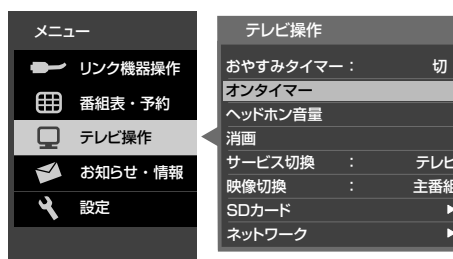 メニュー
リンク機器操作
番組表・予約
テレビ操作
お知らせ・情報
設定
テレビ操作
おやすみタイマー： 切
オンタイマー
ヘッドホン音量
消画
サービス切換 ： テレビ
映像切換 ： 主番組
SDカード
ネットワーク